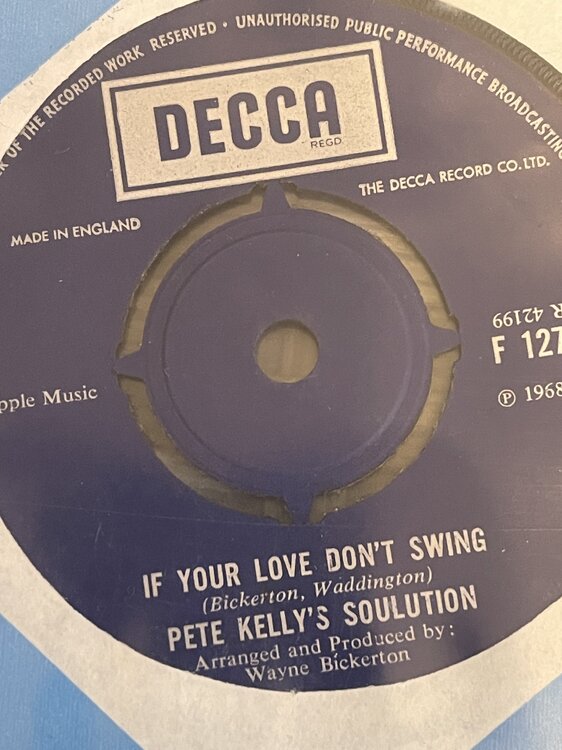 OF THE RECORDED WORK RESERVED · UNAUTHORISED PUBLIC PERFORMANCE BROADCASTING
DECCA
REGD
THE DECCA RECORD CO. LTD.
MADE IN ENGLAND
R 42199
F 127
pple Music
℗ 1968
IF YOUR LOVE DON'T SWING
(Bickerton, Waddington)
PETE KELLY'S SOULUTION
Arranged and Produced by:
Wayne Bickerton